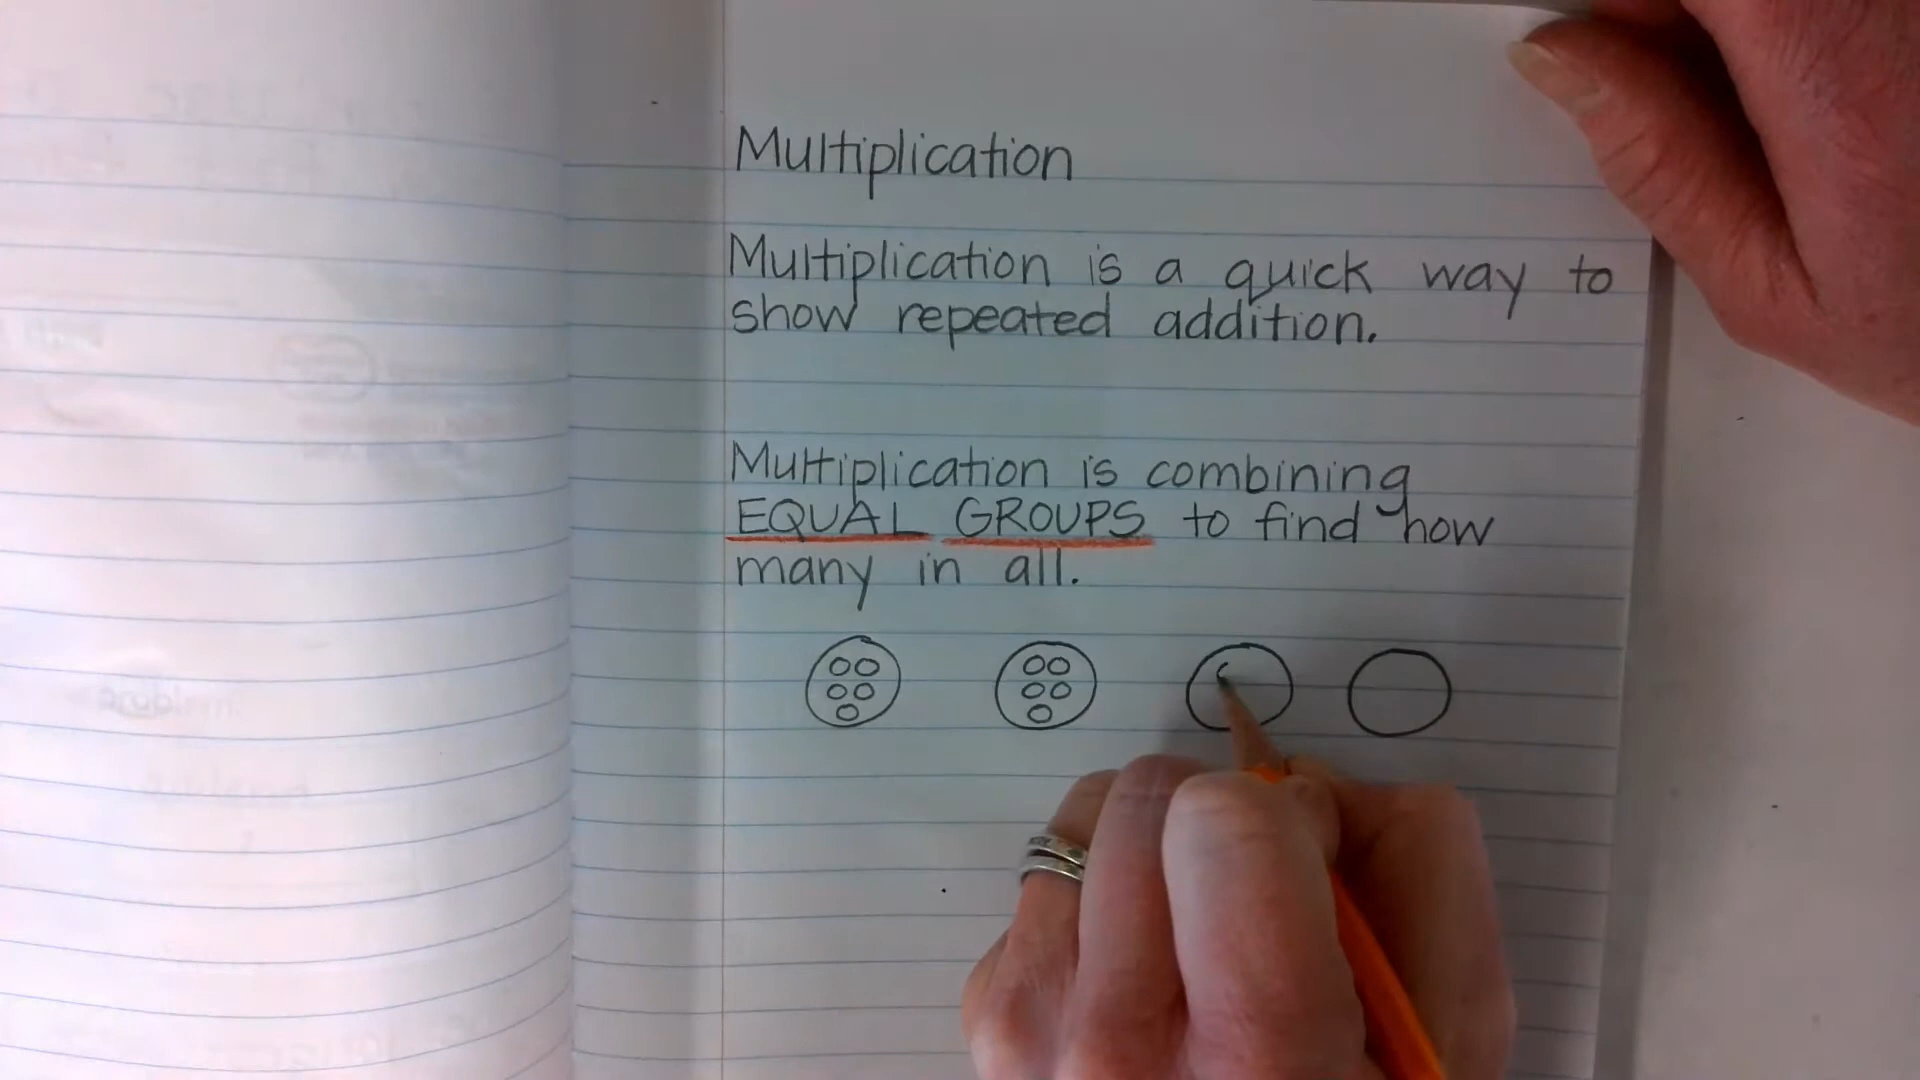 Multiplication
Multiplication is a quick way to
show repeated addition.
Multiplication is combining
EQUAL GROUPS to find how
many in all.